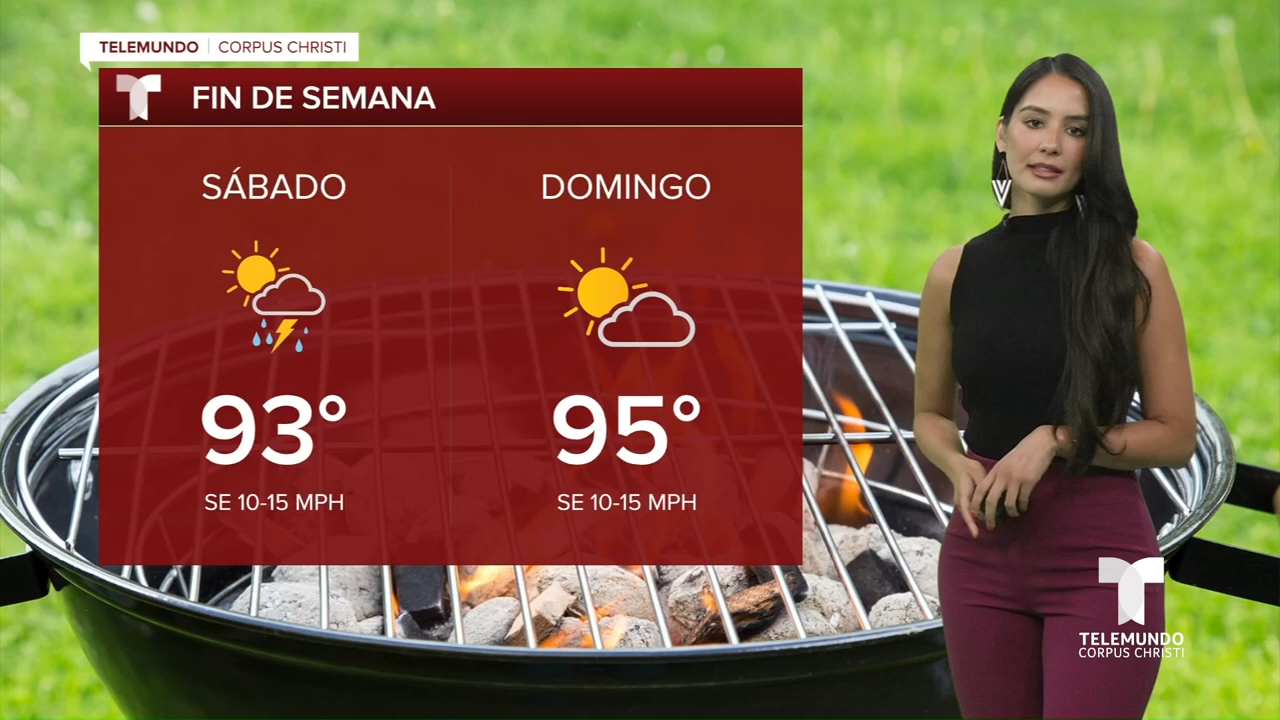 TELEMUNDO | CORPUS CHRISTI
FIN DE SEMANA
SÁBADO
DOMINGO
93°
95°
SE 10-15 MPH
SE 10-15 MPH
TELEMUNDO
CORPUS CHRISTI